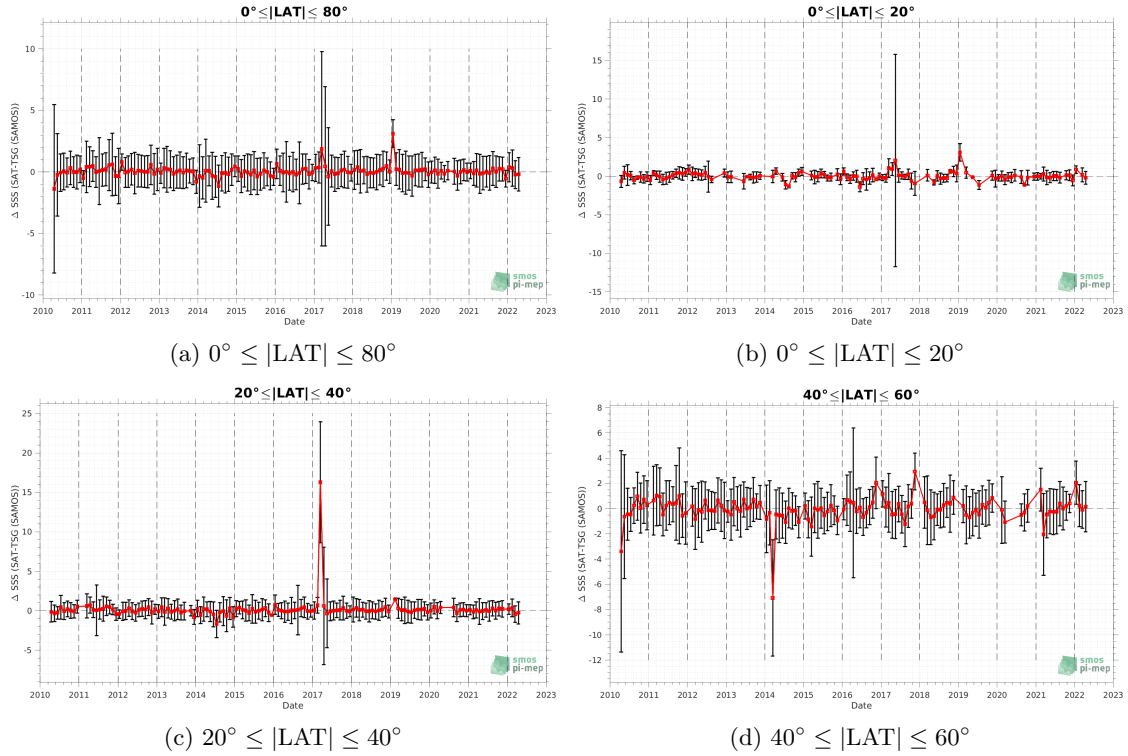 0°≤|LAT|≤ 80°
Δ SSS (SAT-TSG (SAMOS))
10
5
0
-5
-10
2010 2011 2012 2013 2014 2015 2016 2017 2018 2019 2020 2021 2022 2023
Date
smos
pi-mep
(a) 0° ≤ |LAT| ≤ 80°
0°≤|LAT|≤ 20°
Δ SSS (SAT-TSG (SAMOS))
15
10
5
0
-5
-10
-15
2010 2011 2012 2013 2014 2015 2016 2017 2018 2019 2020 2021 2022 2023
Date
smos
pi-mep
(b) 0° ≤ |LAT| ≤ 20°
20°≤|LAT|≤ 40°
Δ SSS (SAT-TSG (SAMOS))
25
20
15
10
5
0
-5
2010 2011 2012 2013 2014 2015 2016 2017 2018 2019 2020 2021 2022 2023
Date
smos
pi-mep
(c) 20° ≤ |LAT| ≤ 40°
40°≤|LAT|≤ 60°
Δ SSS (SAT-TSG (SAMOS))
8
6
4
2
0
-2
-4
-6
-8
-10
-12
2010 2011 2012 2013 2014 2015 2016 2017 2018 2019 2020 2021 2022 2023
Date
smos
pi-mep
(d) 40° ≤ |LAT| ≤ 60°